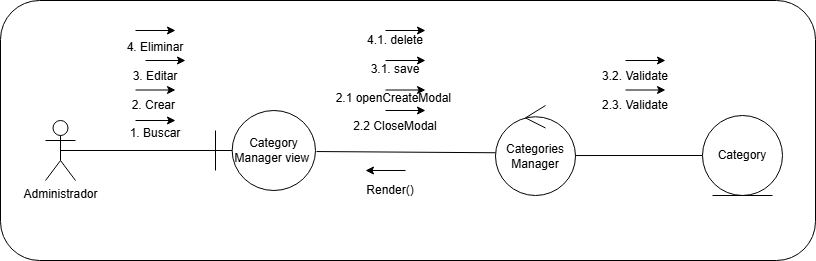 4. Eliminar
3. Editar
2. Crear
1. Buscar
Administrador
Category
Manager view
4.1. delete
3.1. save
2.1 openCreateModal
2.2 CloseModal
Render()
Categories
Manager
3.2. Validate
2.3. Validate
Category